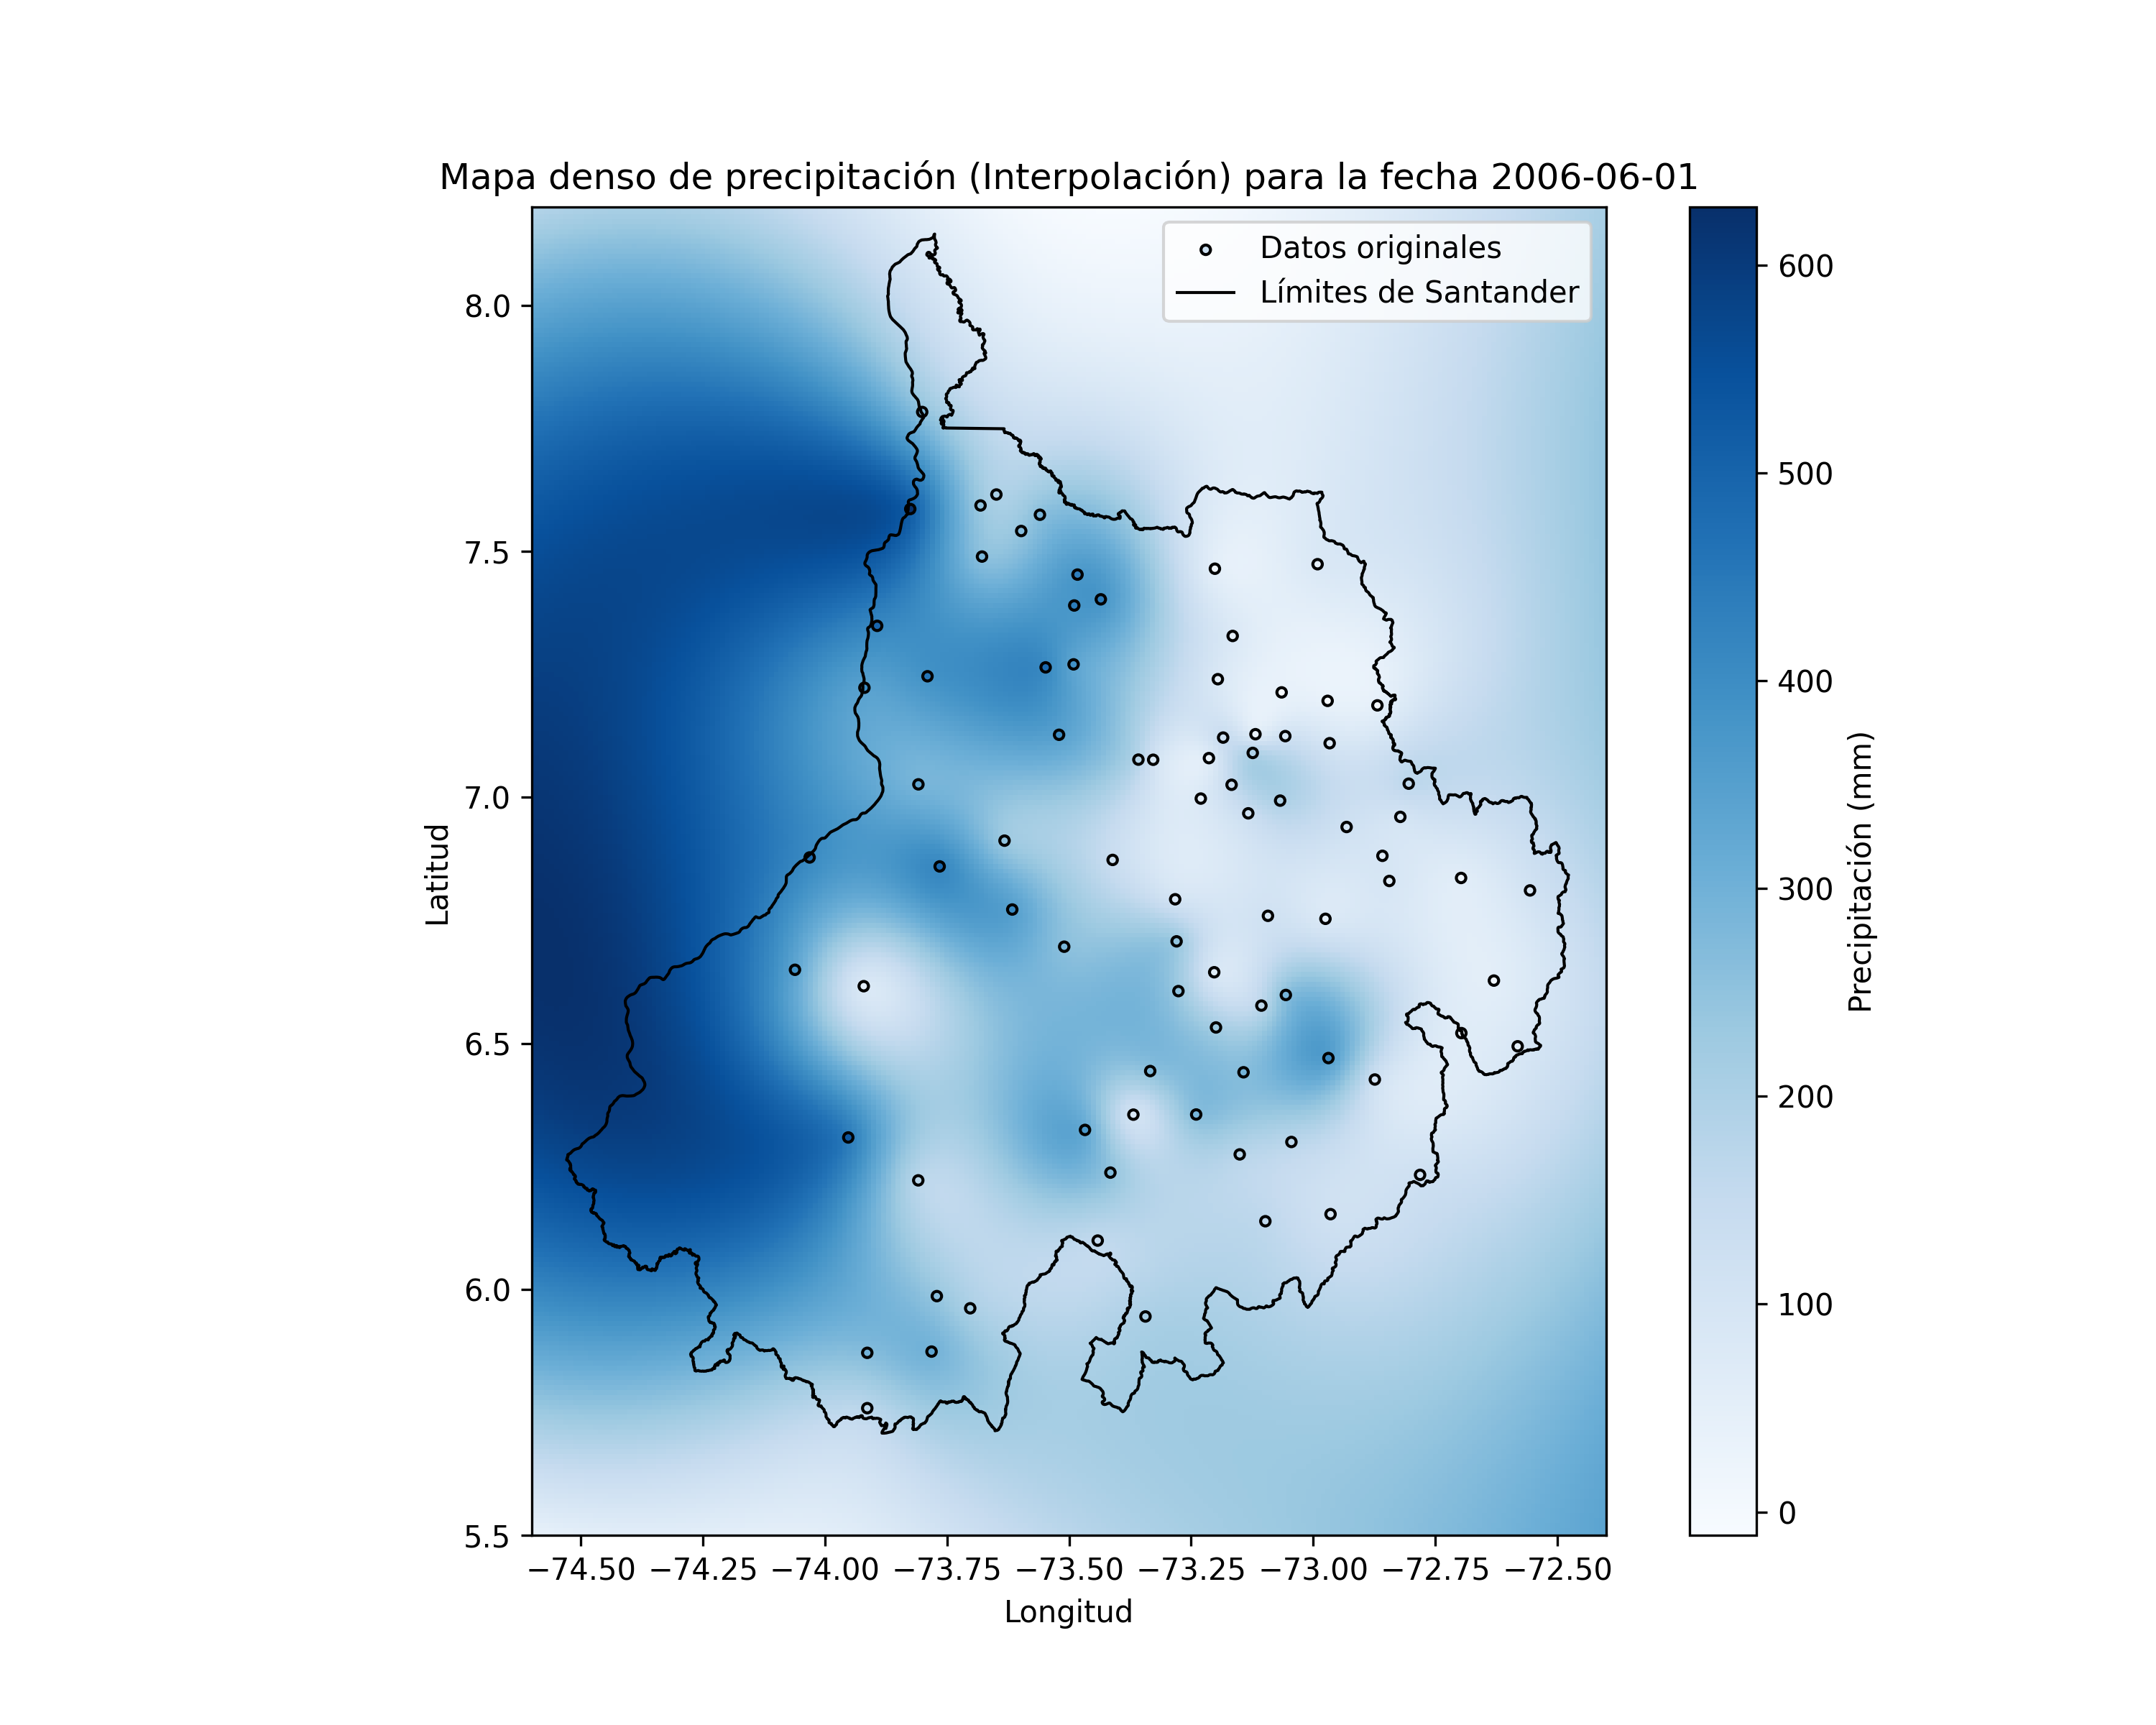 Mapa denso de precipitación (Interpolación) para la fecha 2006-06-01
Datos originales
Límites de Santander
8.0
7.5
7.0
6.5
6.0
5.5
Latitud
−74.50 −74.25 −74.00 −73.75 −73.50 −73.25 −73.00 −72.75 −72.50
Longitud
600
500
400
300
200
100
0
Precipitación (mm)